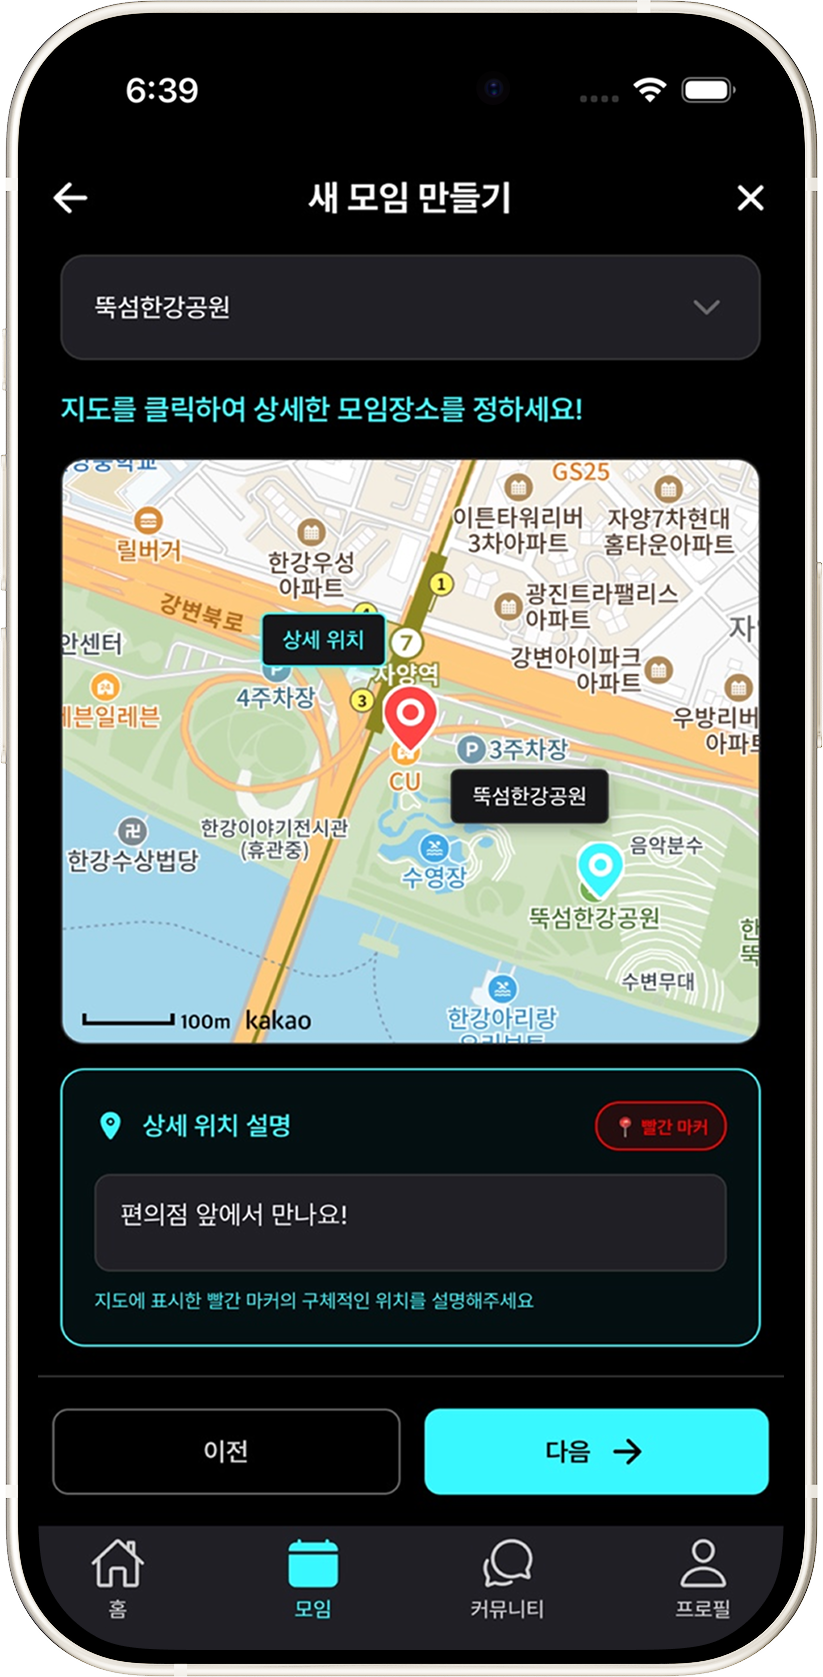 6:39
새 모임 만들기
뚝섬한강공원
지도를 클릭하여 상세한 모임장소를 정하세요!
GS25
이튼타워리버
3차아파트
자양7차현대
홈타운아파트
릴버거
한강우성
아파트
1
광진트라팰리스
아파트
강변북로
4
상세 위치
7
자양역
안센터
강변아이파크
아파트
P
4주차장
3
세븐일레븐
우방리버
아파트
P 3주차장
CU
뚝섬한강공원
한강이야기전시관
(휴관중)
한강수상법당
음악분수
수영장
뚝섬한강공원
수변무대
한강아리랑
100m kakao
상세 위치 설명
빨간 마커
편의점 앞에서 만나요!
지도에 표시한 빨간 마커의 구체적인 위치를 설명해주세요
이전
다음
홈
모임
커뮤니티
프로필